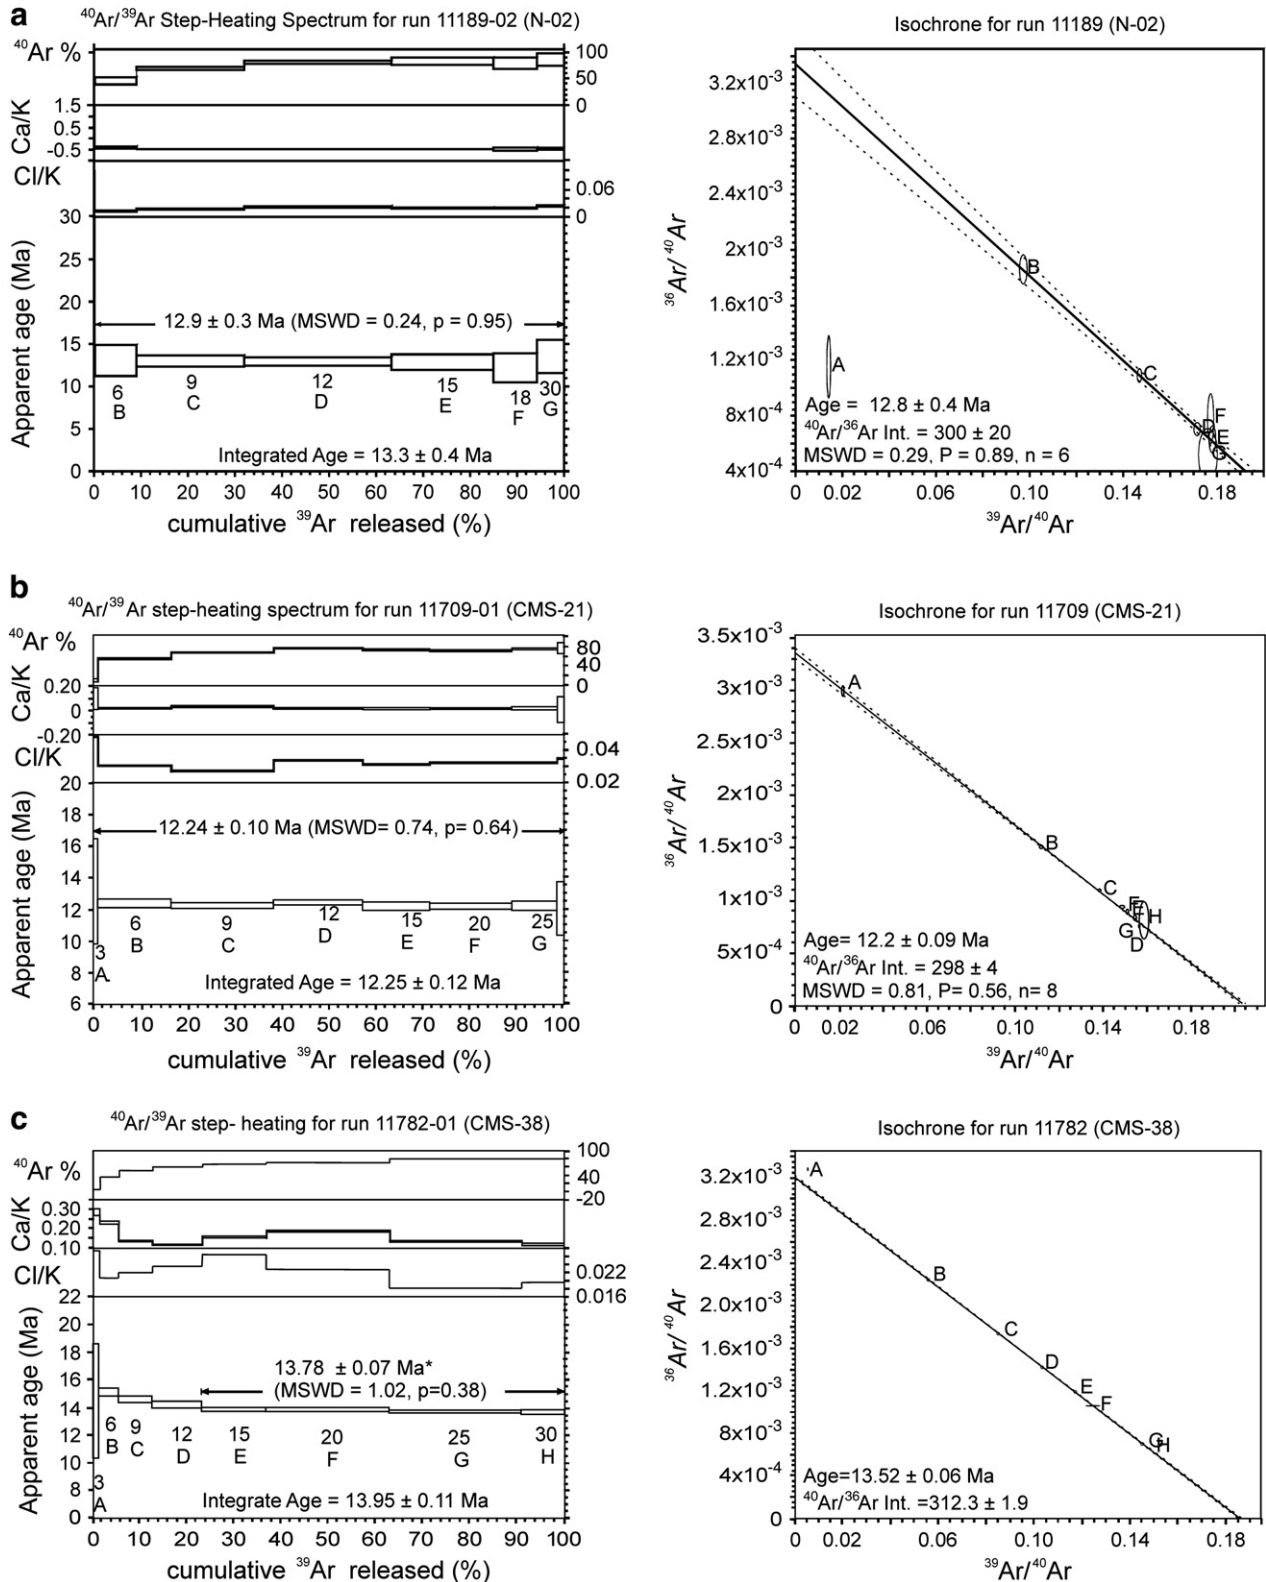 a
⁴⁰Ar/³⁹Ar Step-Heating Spectrum for run 11189-02 (N-02)
⁴⁰Ar %
100
50
0
Ca/K
1.5
0.5
-0.5
Cl/K
0.06
0
Apparent age (Ma)
30
25
20
15
10
5
0
12.9 ± 0.3 Ma (MSWD = 0.24, p = 0.95)
6 9 12 15 18 30
B C D E F G
Integrated Age = 13.3 ± 0.4 Ma
0 10 20 30 40 50 60 70 80 90 100
cumulative ³⁹Ar released (%)
Isochrone for run 11189 (N-02)
³⁶Ar/⁴⁰Ar
3.2x10⁻³
2.8x10⁻³
2.4x10⁻³
2x10⁻³
1.6x10⁻³
1.2x10⁻³
8x10⁻⁴
4x10⁻⁴
B
C
A
F
D
E
G
Age = 12.8 ± 0.4 Ma
⁴⁰Ar/³⁶Ar Int. = 300 ± 20
MSWD = 0.29, P = 0.89, n = 6
0 0.02 0.06 0.10 0.14 0.18
³⁹Ar/⁴⁰Ar
b
⁴⁰Ar/³⁹Ar step-heating spectrum for run 11709-01 (CMS-21)
⁴⁰Ar %
80
40
0
Ca/K
0.20
0
-0.20
Cl/K
0.04
0.02
Apparent age (Ma)
20
18
16
14
12
10
8
6
12.24 ± 0.10 Ma (MSWD= 0.74, p= 0.64)
3 6 9 12 15 20 25
A B C D E F G
Integrated Age = 12.25 ± 0.12 Ma
0 10 20 30 40 50 60 70 80 90 100
cumulative ³⁹Ar released (%)
Isochrone for run 11709 (CMS-21)
³⁶Ar/⁴⁰Ar
3.5x10⁻³
3x10⁻³
2.5x10⁻³
2x10⁻³
1.5x10⁻³
1x10⁻³
5x10⁻⁴
0
A
B
C
F
E
H
G
D
Age= 12.2 ± 0.09 Ma
⁴⁰Ar/³⁶Ar Int. = 298 ± 4
MSWD = 0.81, P= 0.56, n= 8
0 0.02 0.06 0.10 0.14 0.18
³⁹Ar/⁴⁰Ar
c
⁴⁰Ar/³⁹Ar step- heating for run 11782-01 (CMS-38)
⁴⁰Ar %
100
40
-20
Ca/K
0.30
0.20
0.10
Cl/K
0.022
0.016
Apparent age (Ma)
22
20
18
16
14
12
10
8
0
13.78 ± 0.07 Ma*
(MSWD = 1.02, p=0.38)
3 6 9 12 15 20 25 30
A B C D E F G H
Integrate Age = 13.95 ± 0.11 Ma
0 10 20 30 40 50 60 70 80 90 100
cumulative ³⁹Ar released (%)
Isochrone for run 11782 (CMS-38)
³⁶Ar/⁴⁰Ar
3.2x10⁻³
2.8x10⁻³
2.4x10⁻³
2.0x10⁻³
1.6x10⁻³
1.2x10⁻³
8x10⁻⁴
4x10⁻⁴
0
A
B
C
D
E
F
G
H
Age=13.52 ± 0.06 Ma
⁴⁰Ar/³⁶Ar Int. =312.3 ± 1.9
0 0.02 0.06 0.10 0.14 0.18
³⁹Ar/⁴⁰Ar